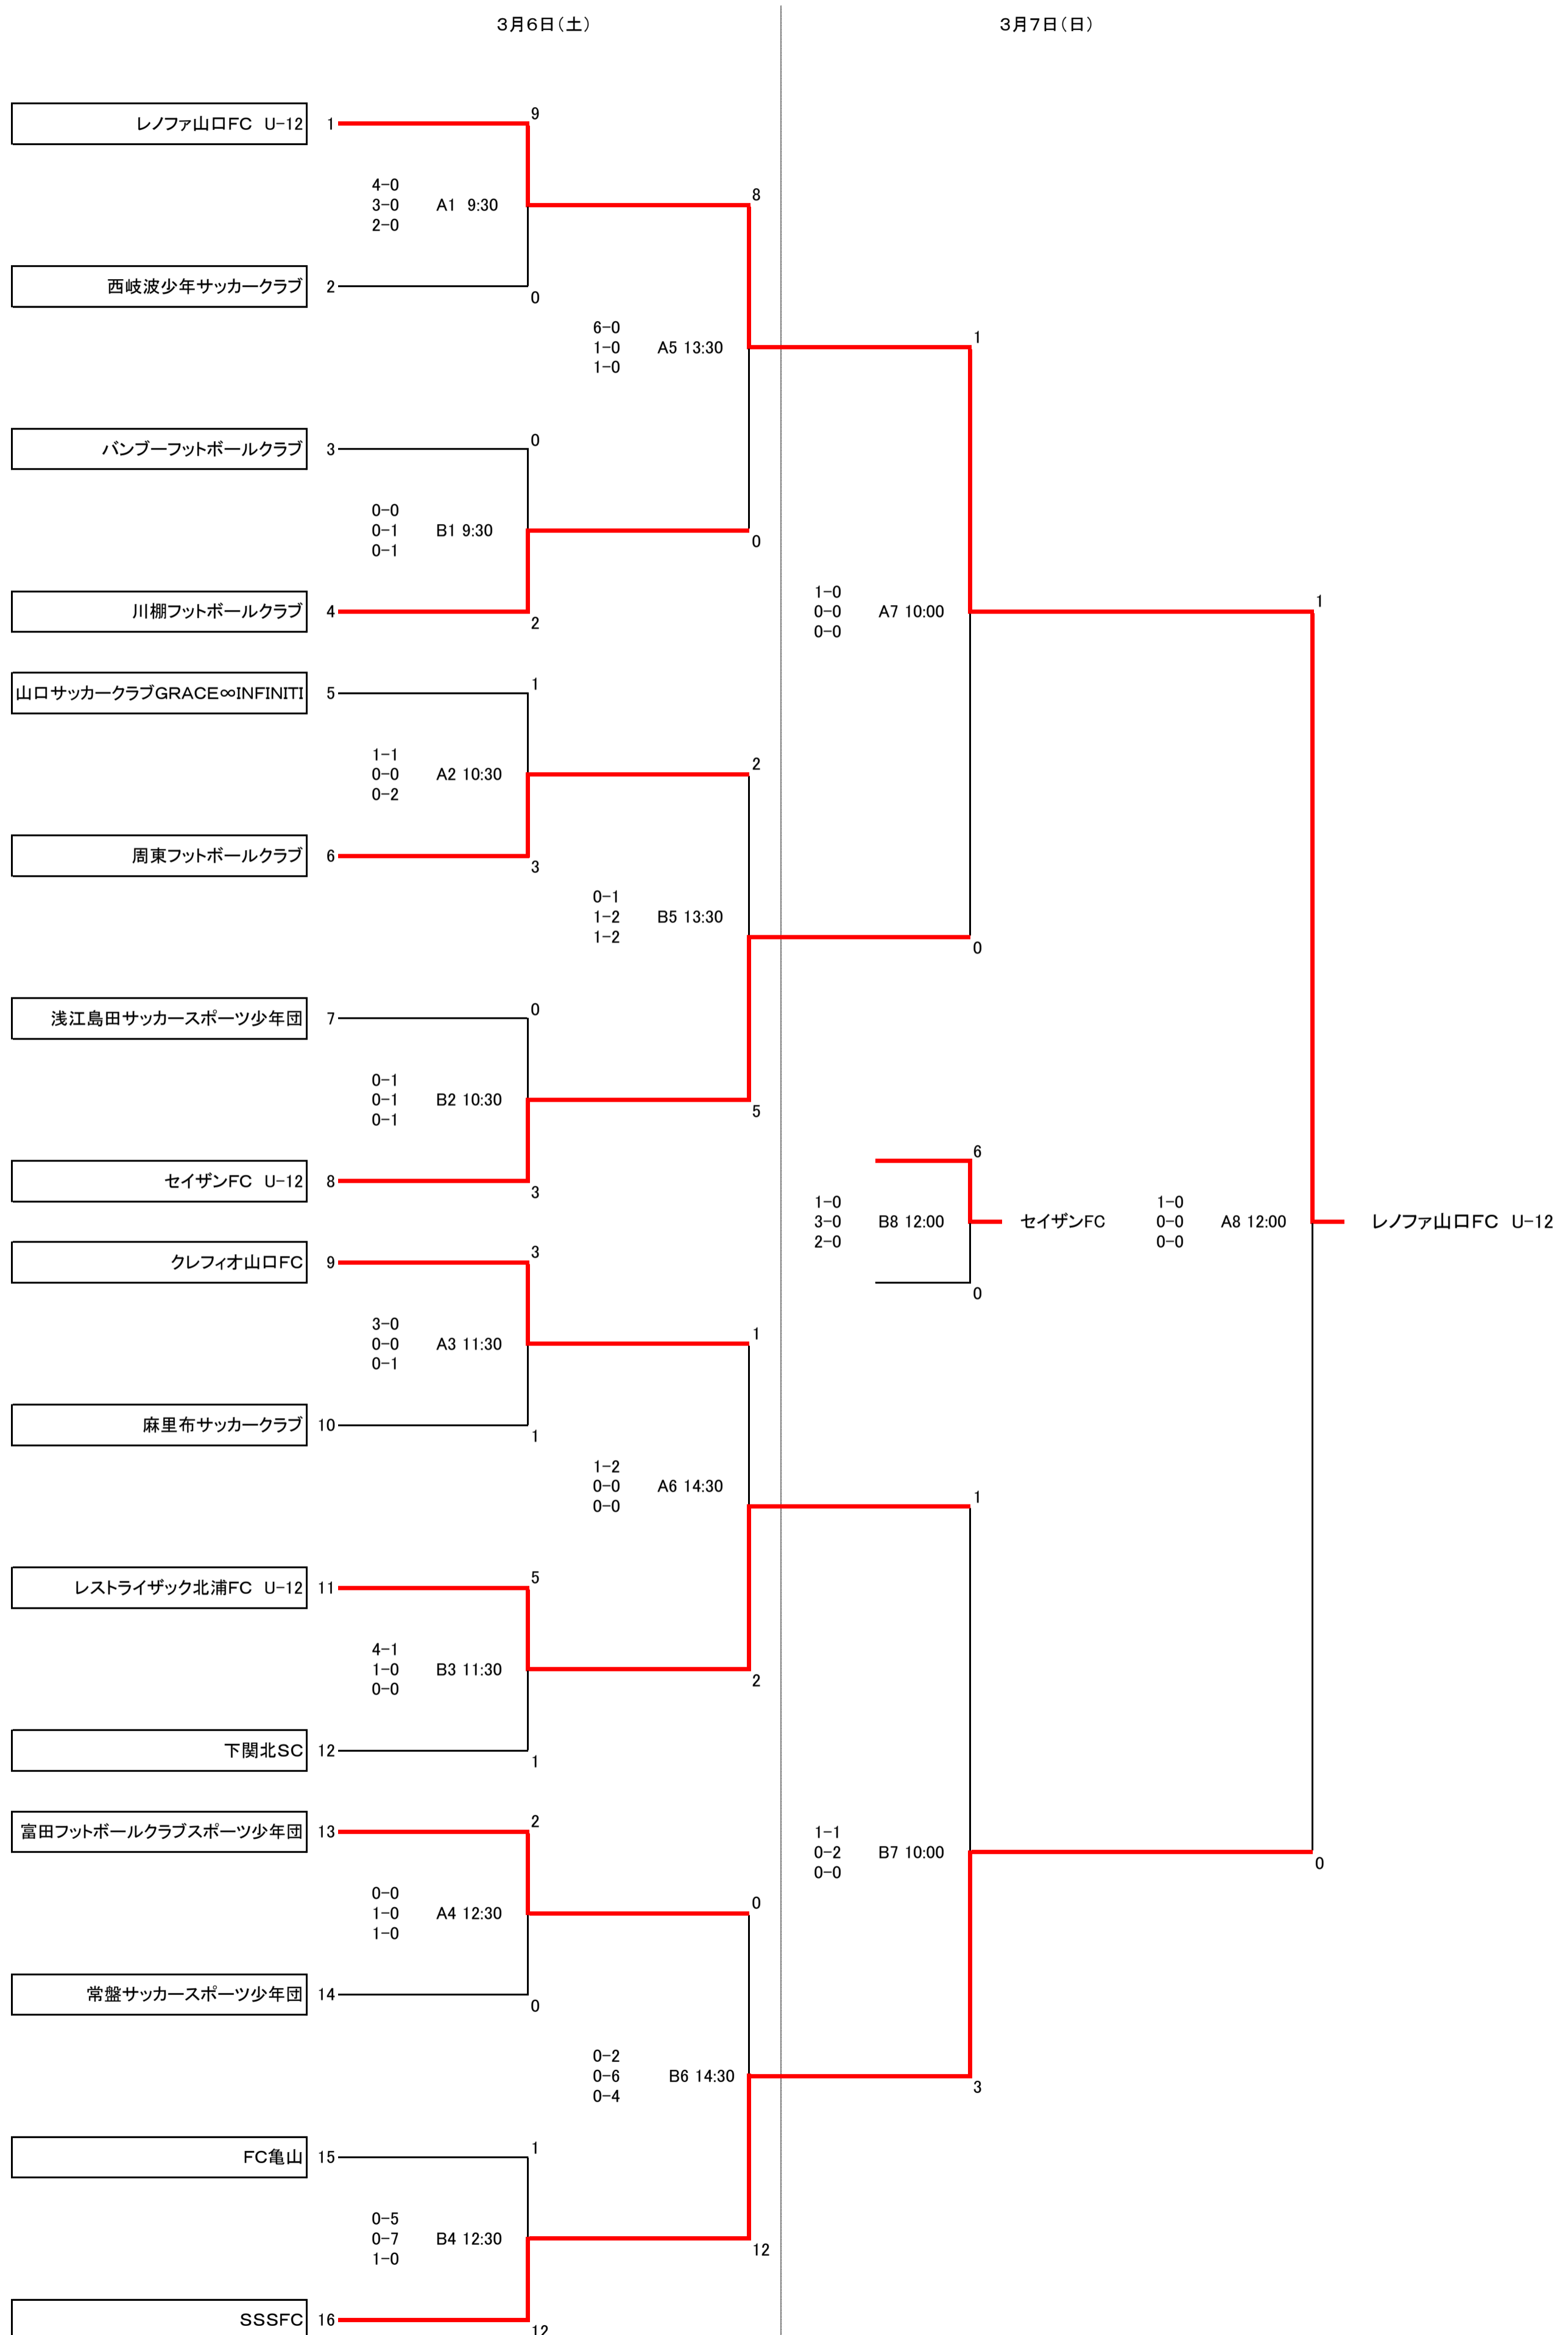 ３月６日（土）
３月７日（日）
9
レノファ山口FC　U-12 1
8
4-0
3-0 A1 9:30
2-0
西岐波少年サッカークラブ 2
0
6-0
1-0 A5 13:30
1-0
1
0
バンブーフットボールクラブ 3
0-0
0-1 B1 9:30
0-1
0
1-0
0-0 A7 10:00
0-0
1
川棚フットボールクラブ 4
2
1
山口サッカークラブGRACE∞INFINITI 5
1-1
0-0 A2 10:30
0-2
2
周東フットボールクラブ 6
3
0-1
1-2 B5 13:30
1-2
0
0
浅江島田サッカースポーツ少年団 7
0-1
0-1 B2 10:30
0-1
5
セイザンFC　U-12 8
3
6
1-0
3-0 B8 12:00 セイザンFC
2-0
0
1-0
0-0 A8 12:00 レノファ山口FC　U-12
0-0
3
クレフィオ山口FC 9
3-0
0-0 A3 11:30
0-1
1
麻里布サッカークラブ 10
1
1-2
0-0 A6 14:30
0-0
1
5
レストライザック北浦FC　U-12 11
4-1
1-0 B3 11:30
0-0
2
下関北SC 12
1
2
富田フットボールクラブスポーツ少年団 13
1-1
0-2 B7 10:00
0-0
0
0-0
1-0 A4 12:30
1-0
0
常盤サッカースポーツ少年団 14
0
0-2
0-6 B6 14:30
0-4
3
1
FC亀山 15
0-5
0-7 B4 12:30
1-0
12
SSSFC 16
12